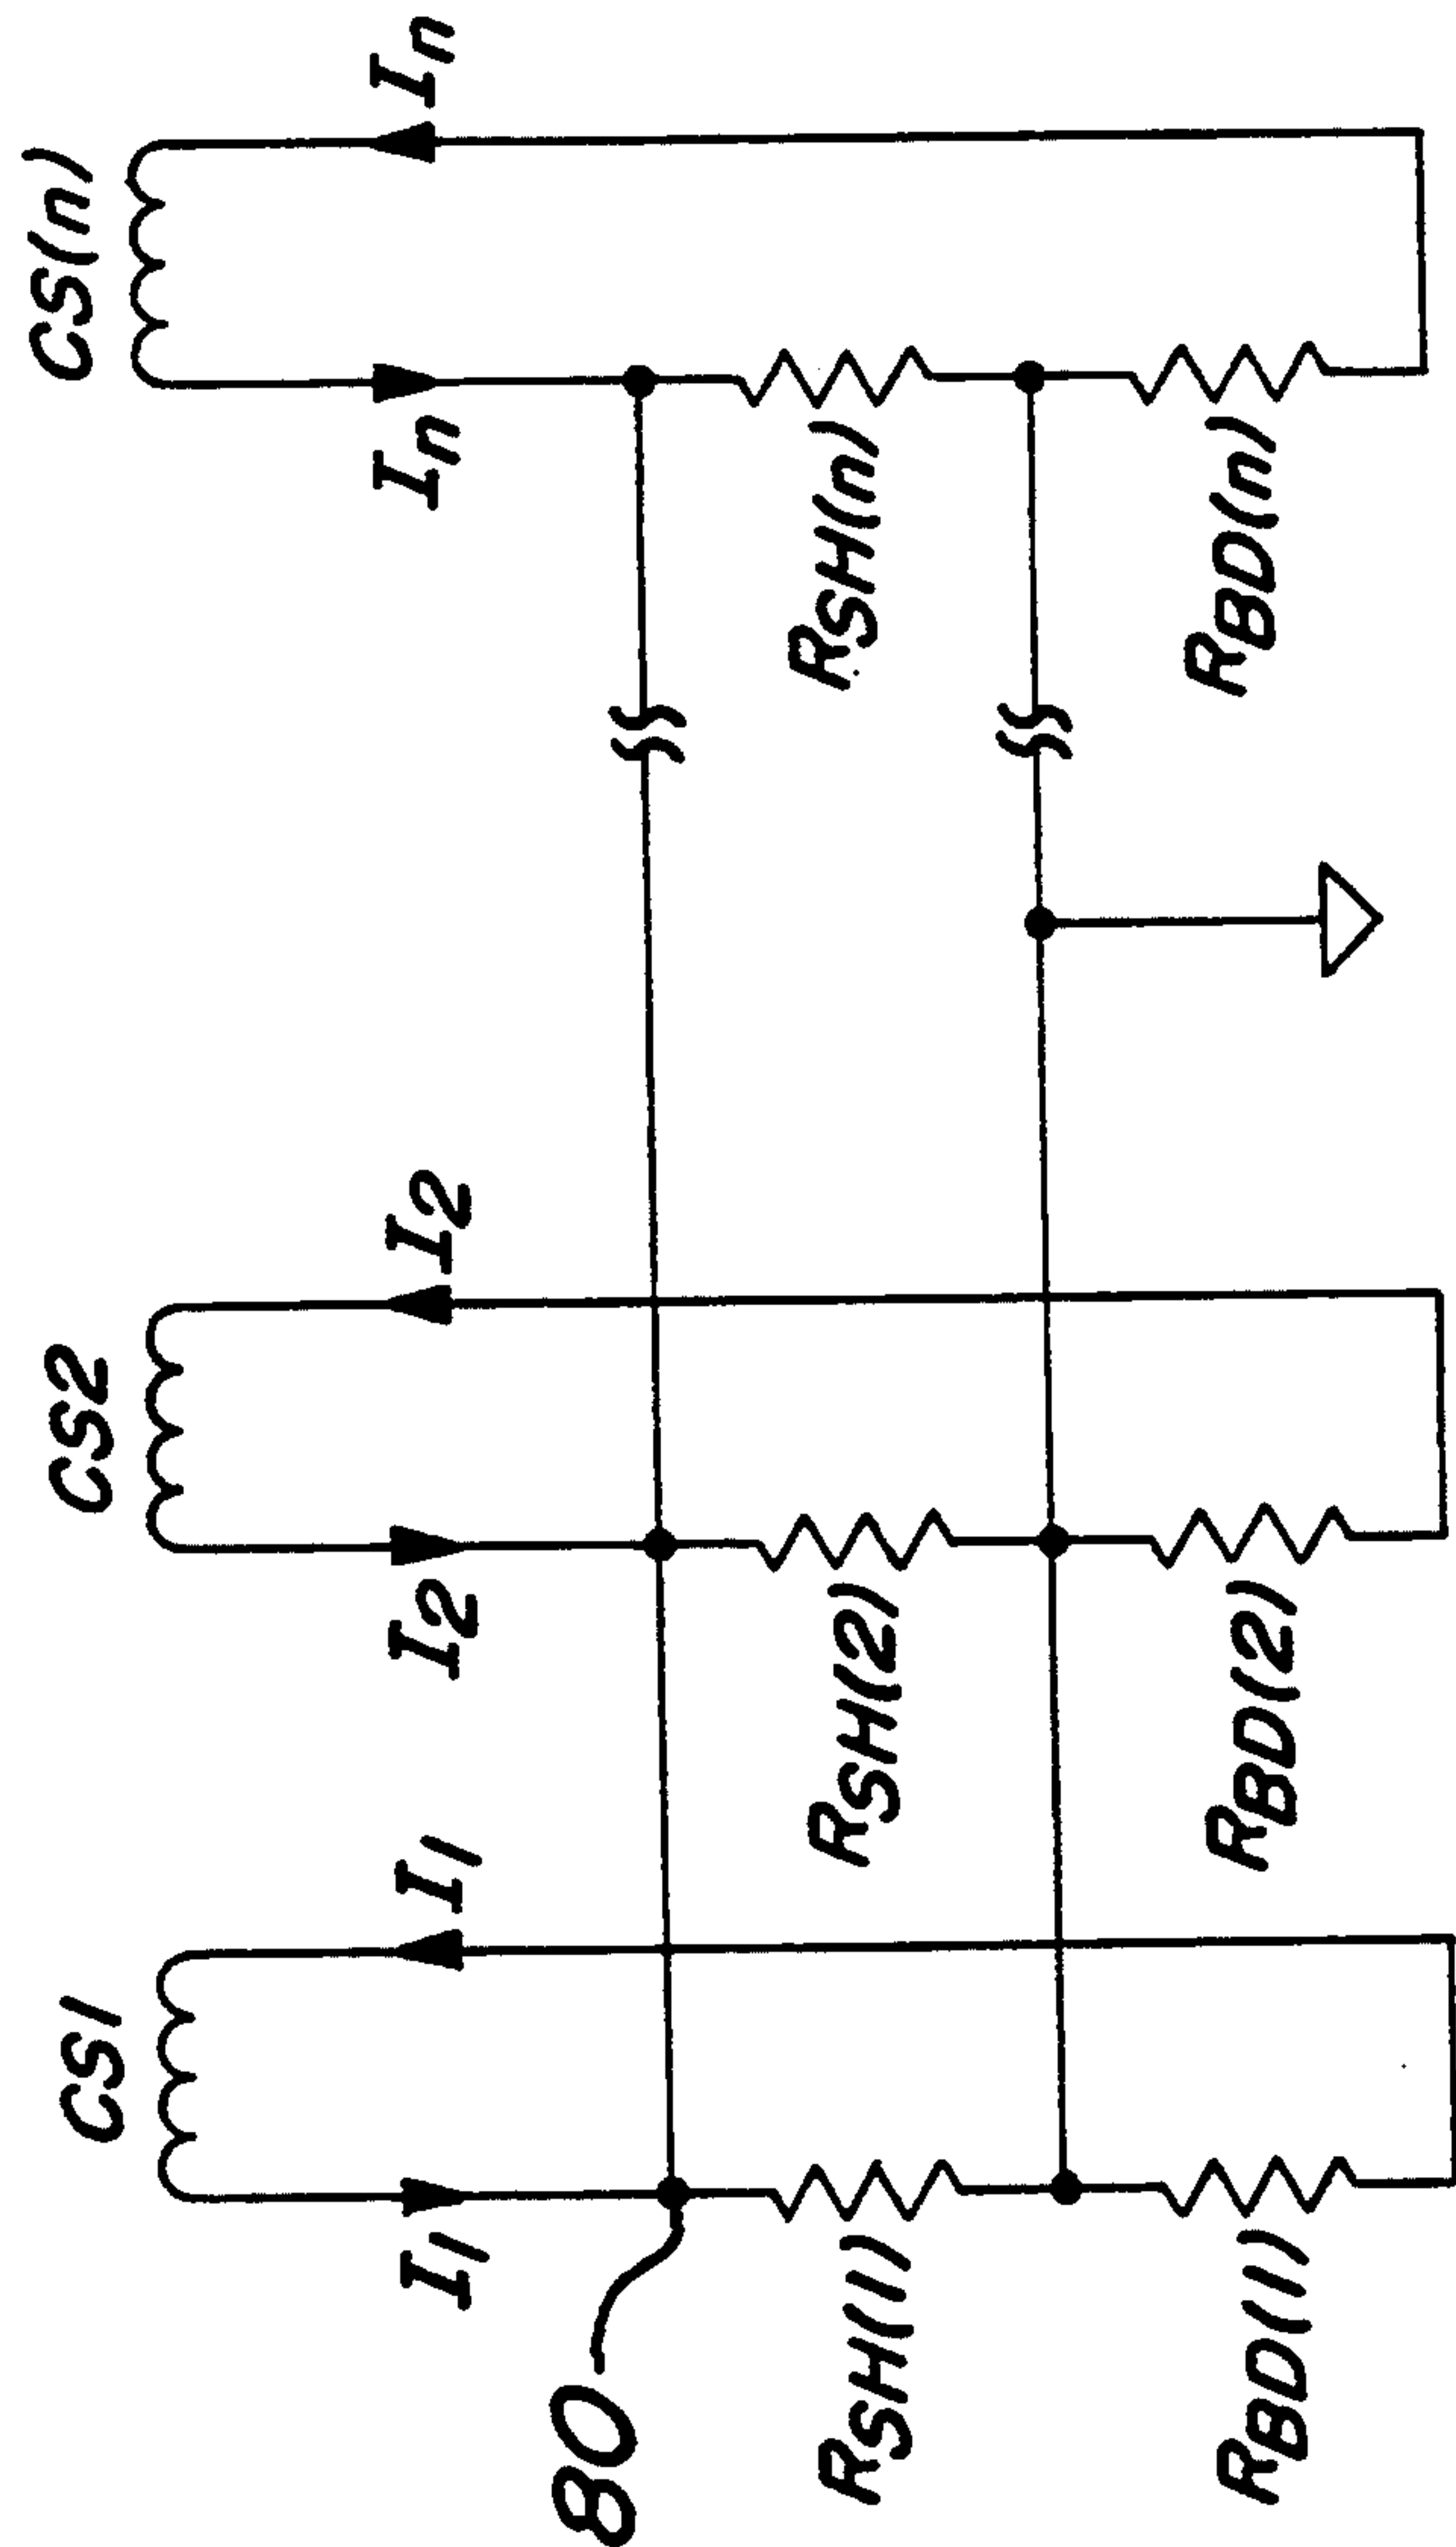 CS1
CS2
CS(n)
I1
I1
I2
I2
In
In
80
RSH(1)
RSH(2)
RSH(n)
RBD(1)
RBD(2)
RBD(n)